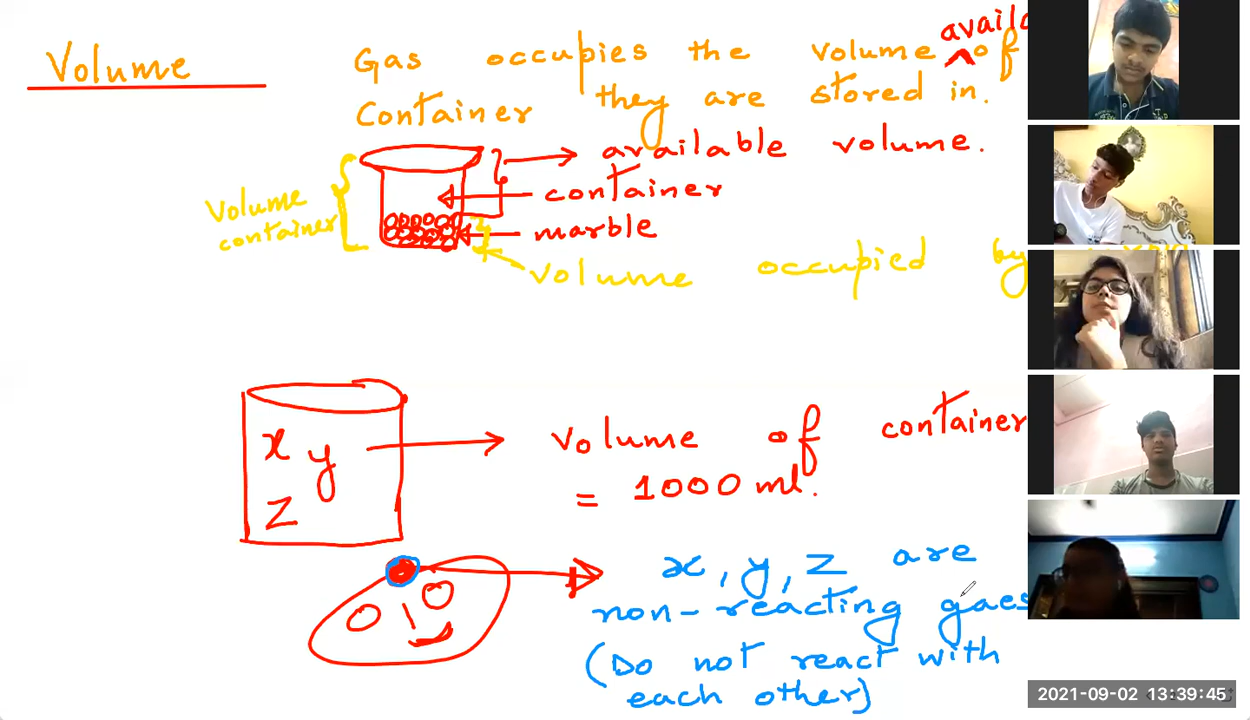 Volume
Gas occupies the volume of
availa
Container they are stored in.
available volume.
container
marble
Volume container
volume occupied by
x y
z
volume of container
= 1000 ml.
x, y, z are
non-reacting gaes
(Do not react with
each other)
2021-09-02 13:39:45